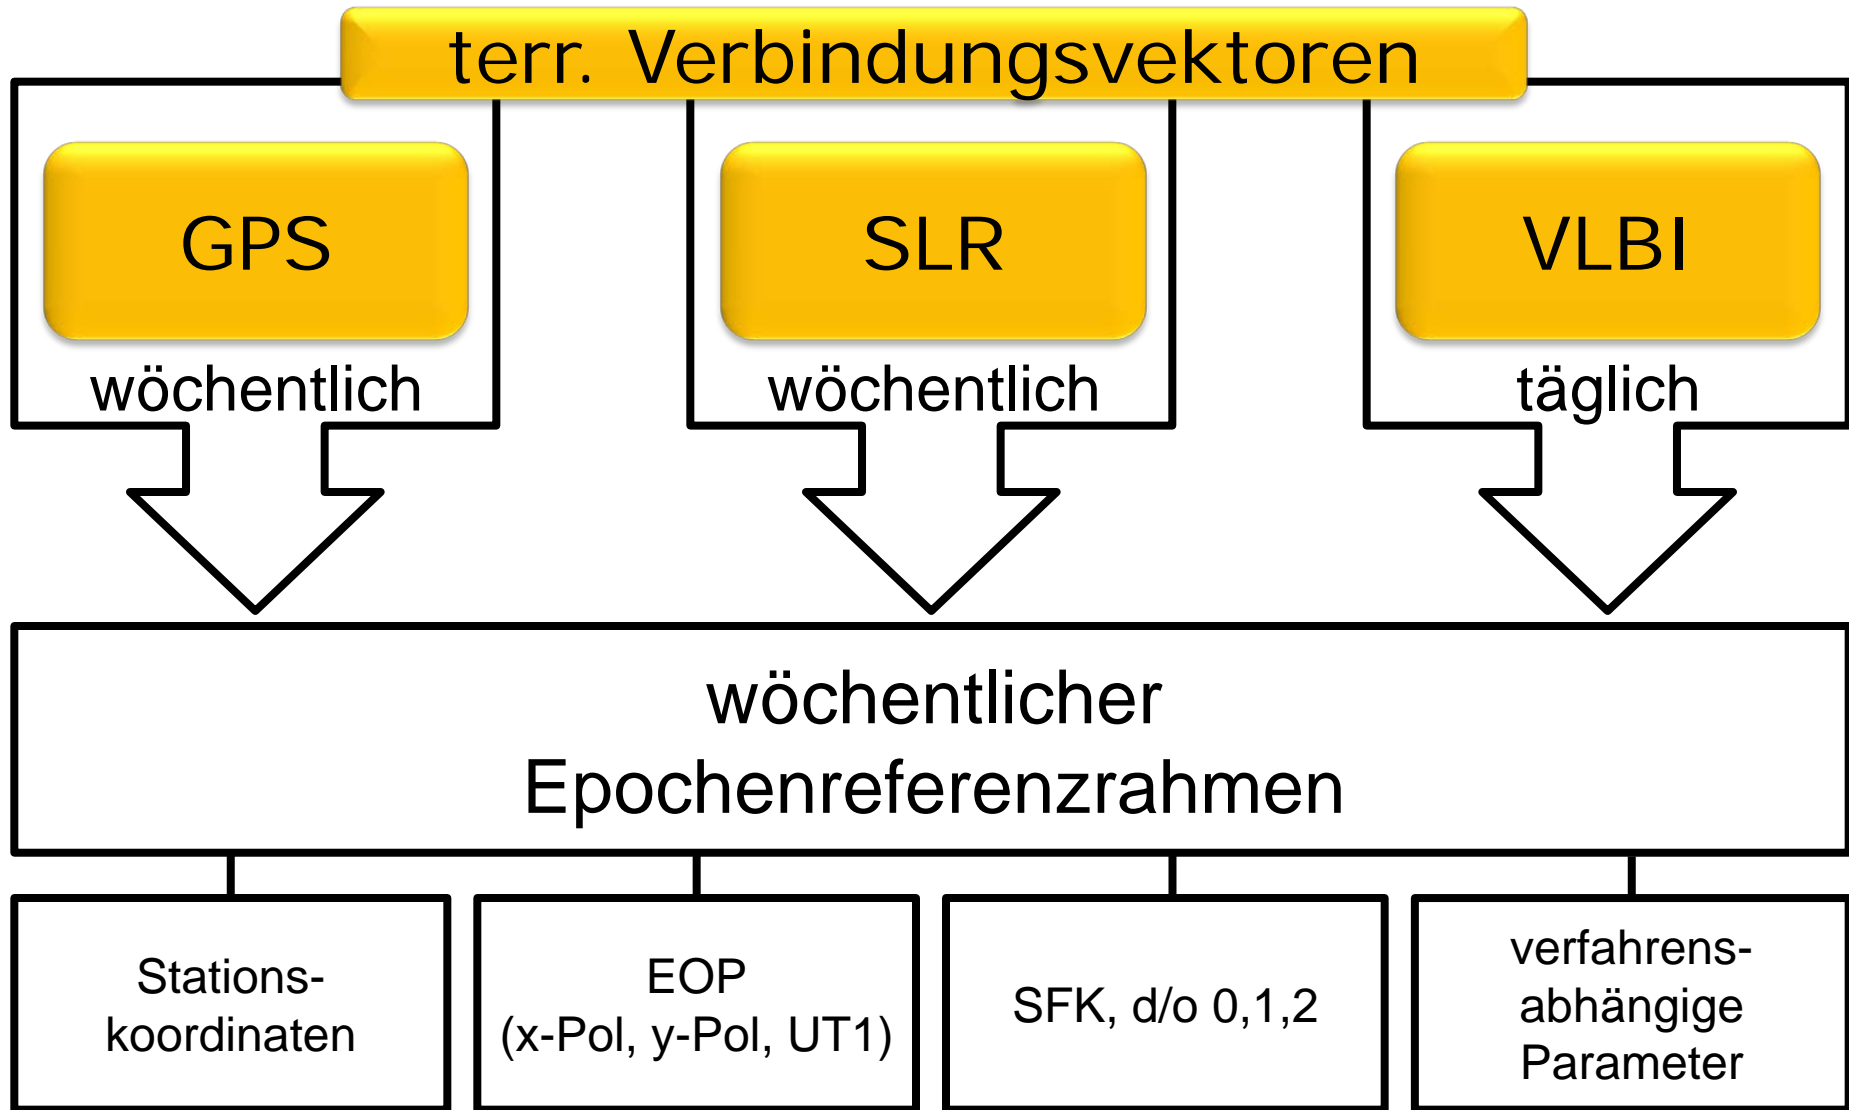 terr. Verbindungsvektoren
GPS
wöchentlich
SLR
wöchentlich
VLBI
täglich
wöchentlicher
Epochenreferenzrahmen
Stations-
koordinaten
EOP
(x-Pol, y-Pol, UT1)
SFK, d/o 0,1,2
verfahrens-
abhängige
Parameter